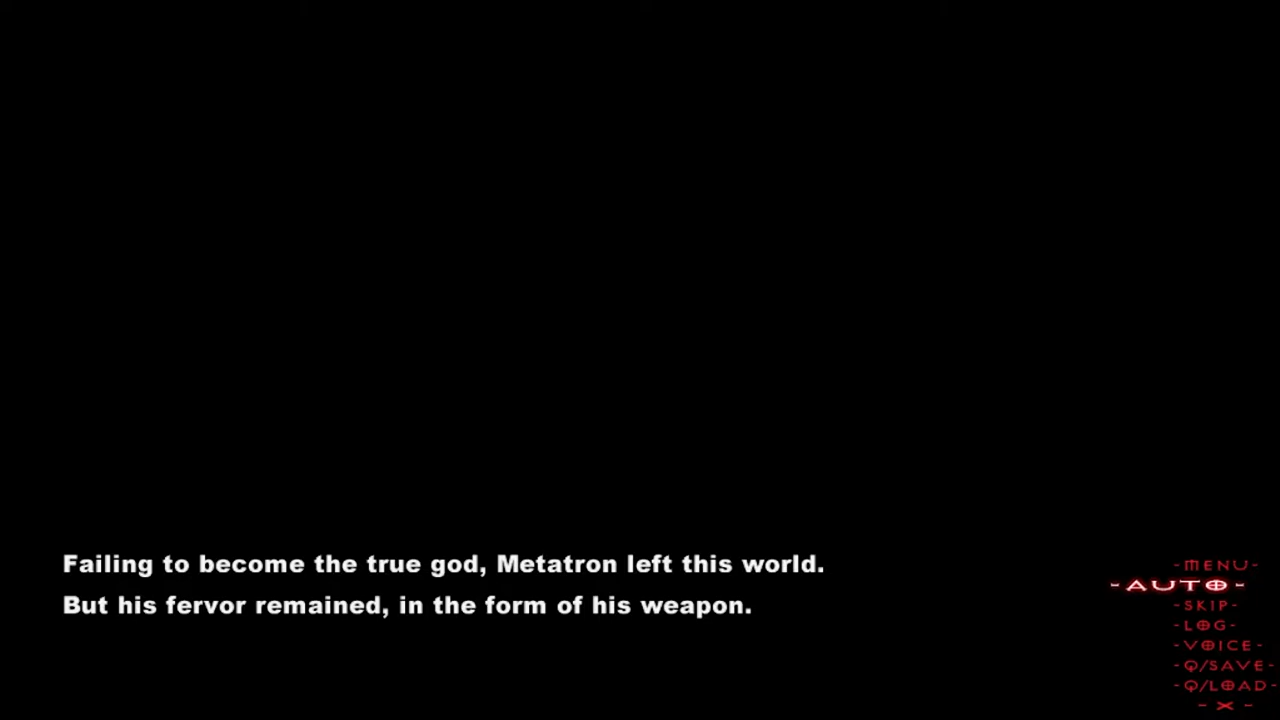 Failing to become the true god, Metatron left this world.
But his fervor remained, in the form of his weapon.
-MENU-
-AUTO-
-SKIP-
-LOG-
-VOICE-
-Q/SAVE-
-Q/LOAD-
-X-